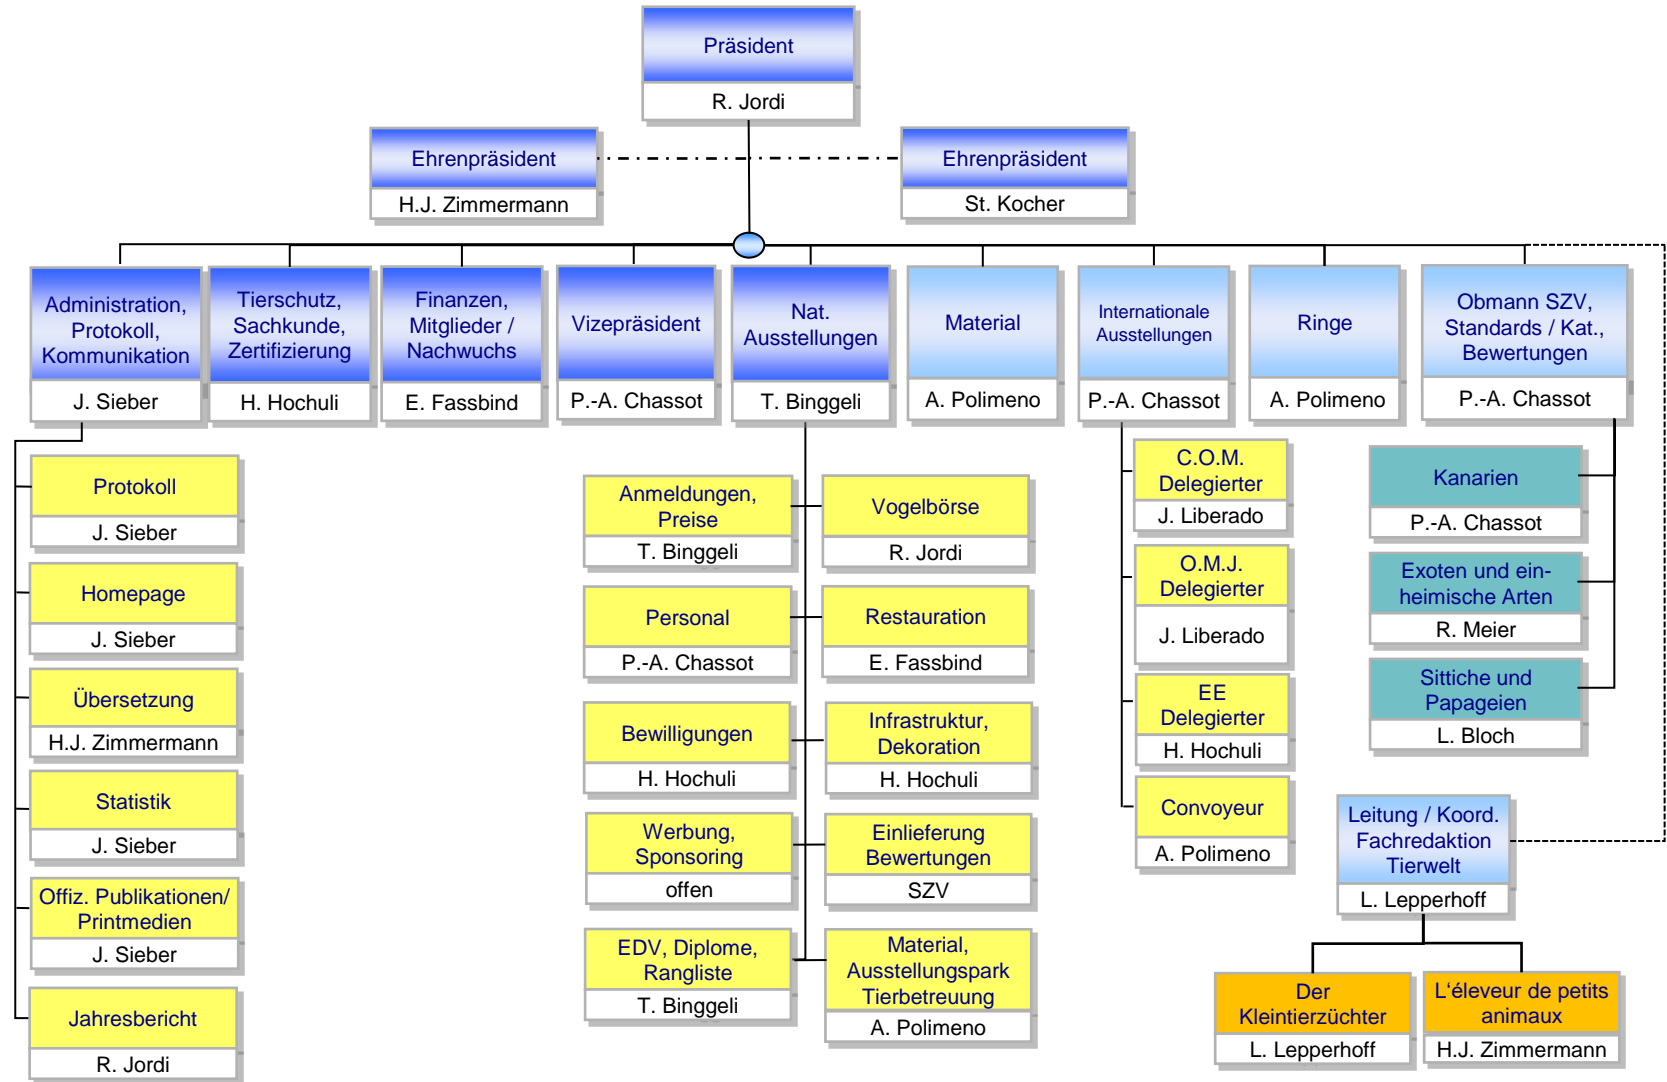 Präsident
R. Jordi
Ehrenpräsident
H.J. Zimmermann
Ehrenpräsident
St. Kocher
Administration,
Protokoll,
Kommunikation
J. Sieber
Tierschutz,
Sachkunde,
Zertifizierung
H. Hochuli
Finanzen,
Mitglieder /
Nachwuchs
E. Fassbind
Vizepräsident
P.-A. Chassot
Nat.
Ausstellungen
T. Binggeli
Material
A. Polimeno
Internationale
Ausstellungen
P.-A. Chassot
Ringe
A. Polimeno
Obmann SZV,
Standards / Kat.,
Bewertungen
P.-A. Chassot
Protokoll
J. Sieber
Homepage
J. Sieber
Übersetzung
H.J. Zimmermann
Statistik
J. Sieber
Offiz. Publikationen/
Printmedien
J. Sieber
Jahresbericht
R. Jordi
Anmeldungen,
Preise
T. Binggeli
Vogelbörse
R. Jordi
Personal
P.-A. Chassot
Restauration
E. Fassbind
Bewilligungen
H. Hochuli
Infrastruktur,
Dekoration
H. Hochuli
Werbung,
Sponsoring
offen
Einlieferung
Bewertungen
SZV
EDV, Diplome,
Rangliste
T. Binggeli
Material,
Ausstellungspark
Tierbetreuung
A. Polimeno
C.O.M.
Delegierter
J. Liberado
O.M.J.
Delegierter
J. Liberado
EE
Delegierter
H. Hochuli
Convoyeur
A. Polimeno
Kanarien
P.-A. Chassot
Exoten und ein-
heimische Arten
R. Meier
Sittiche und
Papageien
L. Bloch
Leitung / Koord.
Fachredaktion
Tierwelt
L. Lepperhoff
Der
Kleintierzüchter
L. Lepperhoff
L‘éleveur de petits
animaux
H.J. Zimmermann